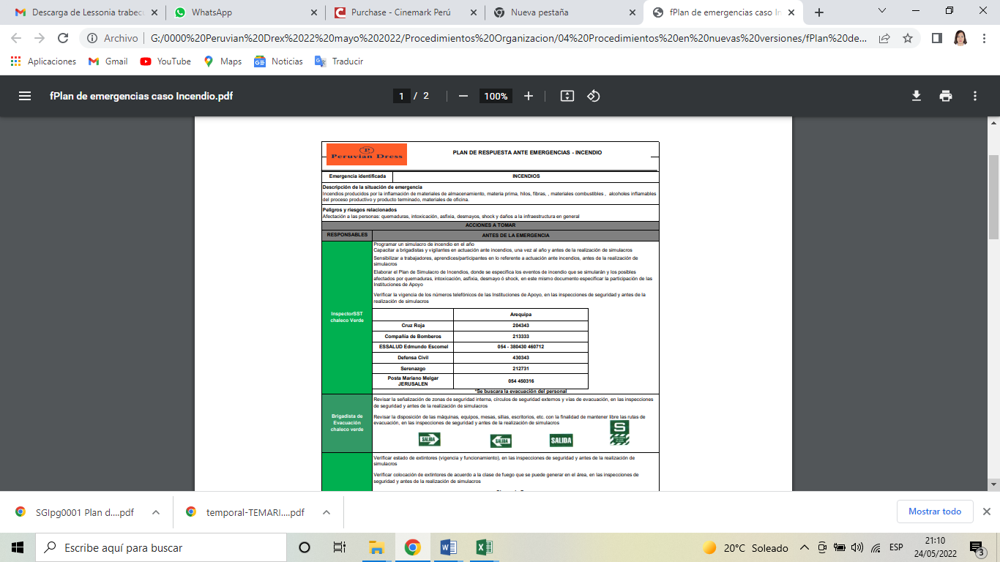 Descarga de Lessonia trabecu
WhatsApp
Purchase - Cinemark Perú
Nueva pestaña
fPlan de emergencias caso In
Archivo
G:/0000%20Peruvian%20Drex%2022%20mayo%202022/Procedimientos%20Organizacion/04%20Procedimientos%20en%20nuevas%20versiones/fPlan%20de...
Aplicaciones
Gmail
YouTube
Maps
Noticias
Traducir
fPlan de emergencias caso Incendio.pdf
1 / 2
100%
Peruvian Dress
PLAN DE RESPUESTA ANTE EMERGENCIAS - INCENDIO
Emergencia identificada
INCENDIOS
Descripción de la situación de emergencia
Incendios producidos por la inflamación de materiales de almacenamiento, materia prima, hilos, fibras, , materiales combustibles , alcoholes inflamables
del proceso productivo y producto terminado, materiales de oficina.
Peligros y riesgos relacionados
Afectación a las personas: quemaduras, intoxicación, asfixia, desmayos, shock y daños a la infraestructura en general
ACCIONES A TOMAR
RESPONSABLES
ANTES DE LA EMERGENCIA
InspectorSST
chaleco Verde
Programar un simulacro de incendio en el año
Capacitar a brigadistas y vigilantes en actuación ante incendios, una vez al año y antes de la realización de simulacros
Sensibilizar a trabajadores, aprendices/participantes en lo referente a actuación ante incendios, antes de la realización de
simulacros
Elaborar el Plan de Simulacro de Incendios, donde se especifica los eventos de incendio que se simularán y los posibles
afectados por quemaduras, intoxicación, asfixia, desmayo ó shock, en este mismo documento especificar la participación de las
Instituciones de Apoyo
Verificar la vigencia de los números telefónicos de las Instituciones de Apoyo, en las inspecciones de seguridad y antes de la
realización de simulacros
Arequipa
Cruz Roja
204343
Compañia de Bomberos
213333
ESSALUD Edmundo Escomel
054 - 380430 460712
Defensa Civil
430343
Serenazgo
212731
Posta Mariano Melgar
JERUSALEN
054 450316
*Se buscara la evacuación del personal
Brigadista de
Evacuación
chaleco verde
Revisar la señalización de zonas de seguridad interna, círculos de seguridad externos y vías de evacuación, en las inspecciones
de seguridad y antes de la realización de simulacros
Revisar la disposición de las máquinas, equipos, mesas, sillas, escritorios, etc. con la finalidad de mantener libre las rutas de
evacuación, en las inspecciones de seguridad y antes de la realización de simulacros
SALIDA
SALIDA
SALIDA
S
Verificar estado de extintores (vigencia y funcionamiento), en las inspecciones de seguridad y antes de la realización de
simulacros
Verificar colocación de extintores de acuerdo a la clase de fuego que se puede generar en el área, en las inspecciones de
seguridad y antes de la realización de simulacros
SGIpg0001 Plan d....pdf
temporal-TEMARI....pdf
Mostrar todo
Escribe aquí para buscar
20°C Soleado
ESP
21:10
24/05/2022
3